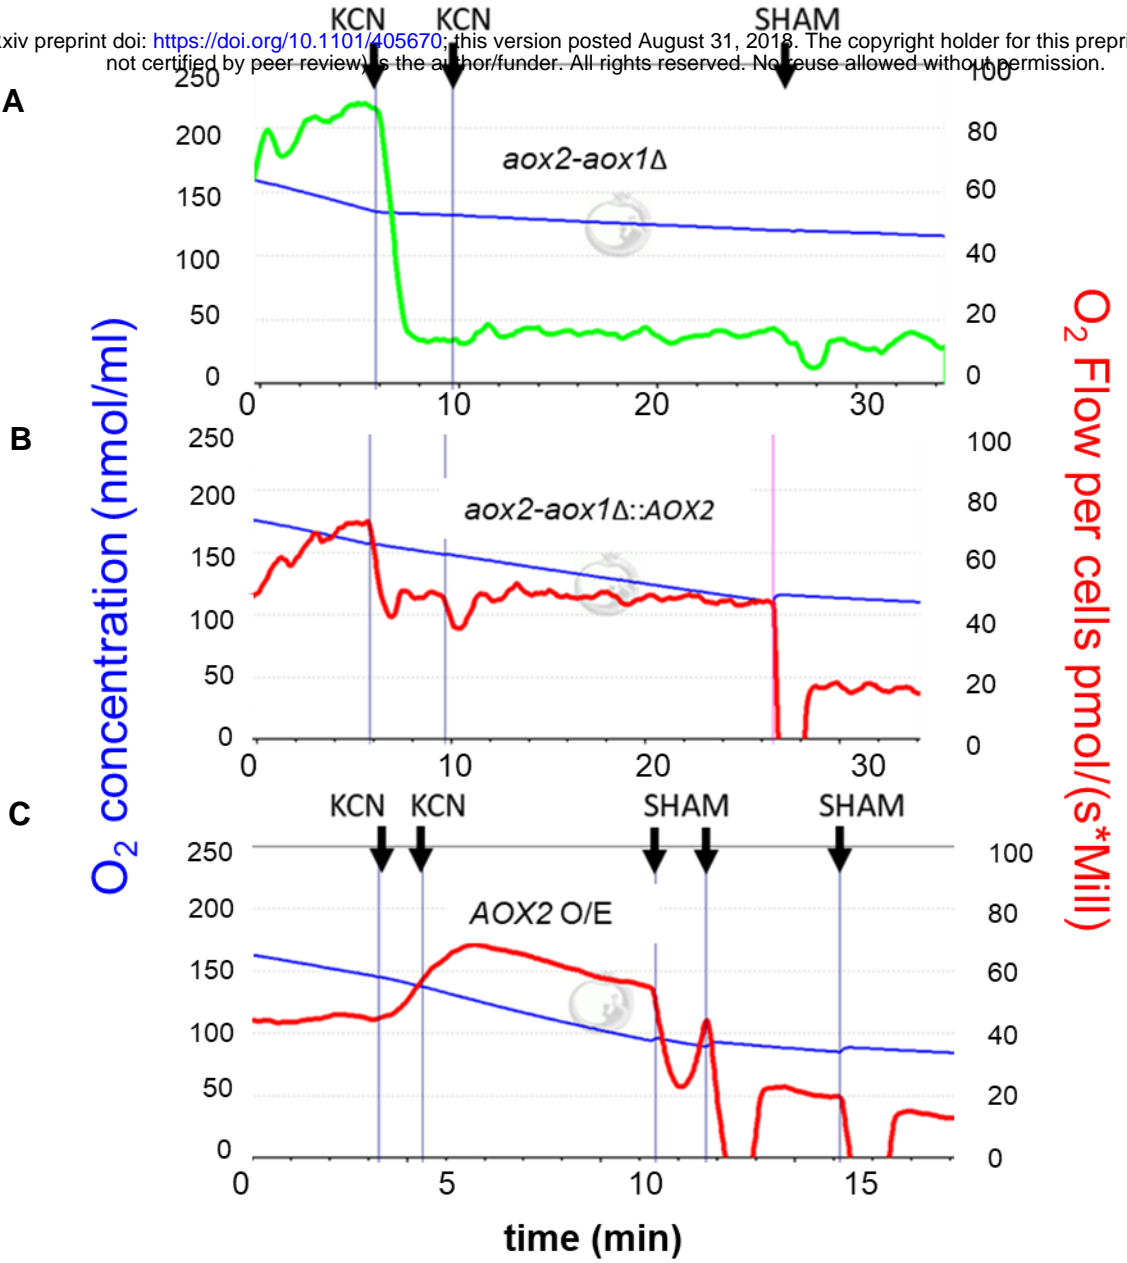 KCN KCN SHAM
xiv preprint doi: https://doi.org/10.1101/405670; this version posted August 31, 2018. The copyright holder for this prepri
not certified by peer review) is the author/funder. All rights reserved. No reuse allowed without permission.
A
250 100
200 80
aox2-aox1Δ
150 60
100 40
50 20
0 0
0 10 20 30
B
250 100
200 80
aox2-aox1Δ::AOX2
150 60
100 40
50 20
0 0
0 10 20 30
C
KCN KCN SHAM SHAM
250 100
200 80
AOX2 O/E
150 60
100 40
50 20
0 0
0 5 10 15
time (min)
O2 concentration (nmol/ml)
O2 Flow per cells pmol/(s*Mill)